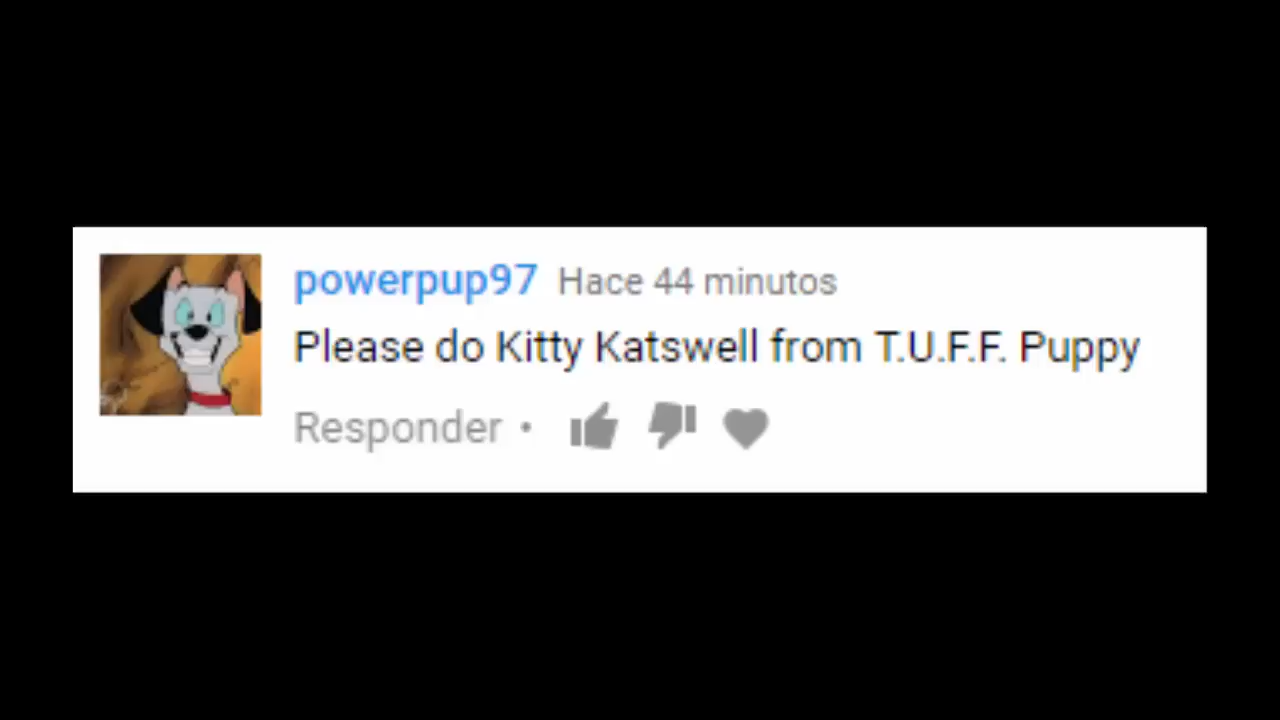 powerpup97 Hace 44 minutos
Please do Kitty Katswell from T.U.F.F. Puppy
Responder •